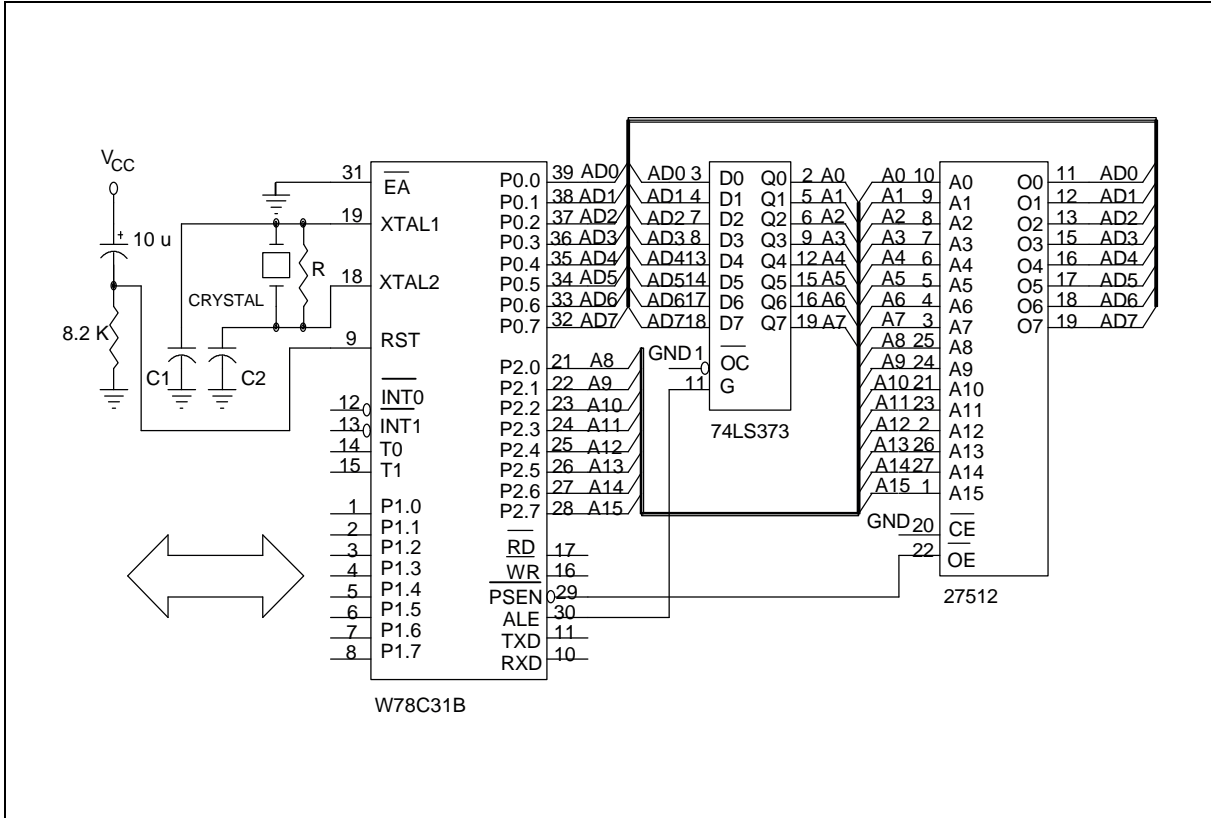 VCC
10 u
8.2 K
C1
C2
CRYSTAL
R
31 EA
19 XTAL1
18 XTAL2
9 RST
12 INT0
13 INT1
14 T0
15 T1
1 P1.0
2 P1.1
3 P1.2
4 P1.3
5 P1.4
6 P1.5
7 P1.6
8 P1.7
P0.0 39 AD0
P0.1 38 AD1
P0.2 37 AD2
P0.3 36 AD3
P0.4 35 AD4
P0.5 34 AD5
P0.6 33 AD6
P0.7 32 AD7
P2.0 21 A8
P2.1 22 A9
P2.2 23 A10
P2.3 24 A11
P2.4 25 A12
P2.5 26 A13
P2.6 27 A14
P2.7 28 A15
RD 17
WR 16
PSEN 29
ALE 30
TXD 11
RXD 10
W78C31B
AD0 3 D0 Q0 2 A0
AD1 4 D1 Q1 5 A1
AD2 7 D2 Q2 6 A2
AD3 8 D3 Q3 9 A3
AD4 13 D4 Q4 12 A4
AD5 14 D5 Q5 15 A5
AD6 17 D6 Q6 16 A6
AD7 18 D7 Q7 19 A7
GND 1 OC
11 G
74LS373
A0 10 A0 O0 11 AD0
A1 9 A1 O1 12 AD1
A2 8 A2 O2 13 AD2
A3 7 A3 O3 15 AD3
A4 6 A4 O4 16 AD4
A5 5 A5 O5 17 AD5
A6 4 A6 O6 18 AD6
A7 3 A7 O7 19 AD7
A8 25 A8
A9 24 A9
A10 21 A10
A11 23 A11
A12 2 A12
A13 26 A13
A14 27 A14
A15 1 A15
GND 20 CE
22 OE
27512